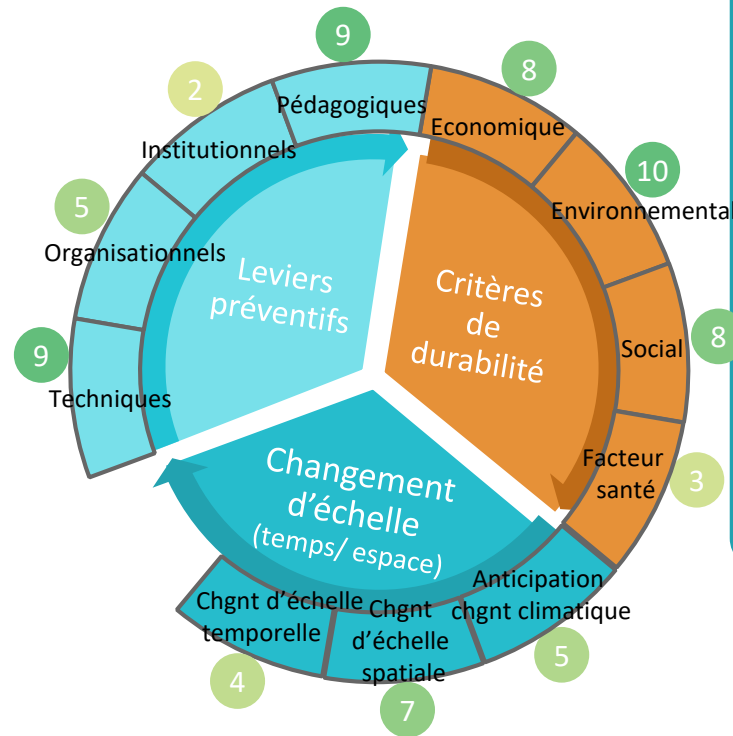 9
8
2
Pédagogiques
Economique
Institutionnels
10
5
Environnemental
Organisationnels
Leviers
préventifs
Critères
de
durabilité
9
8
Social
Techniques
Facteur
santé
3
Changement
d'échelle
(temps/ espace)
Anticipation
chgnt climatique
Chgnt d'échelle
temporelle
Chgnt
d'échelle
spatiale
5
4
7